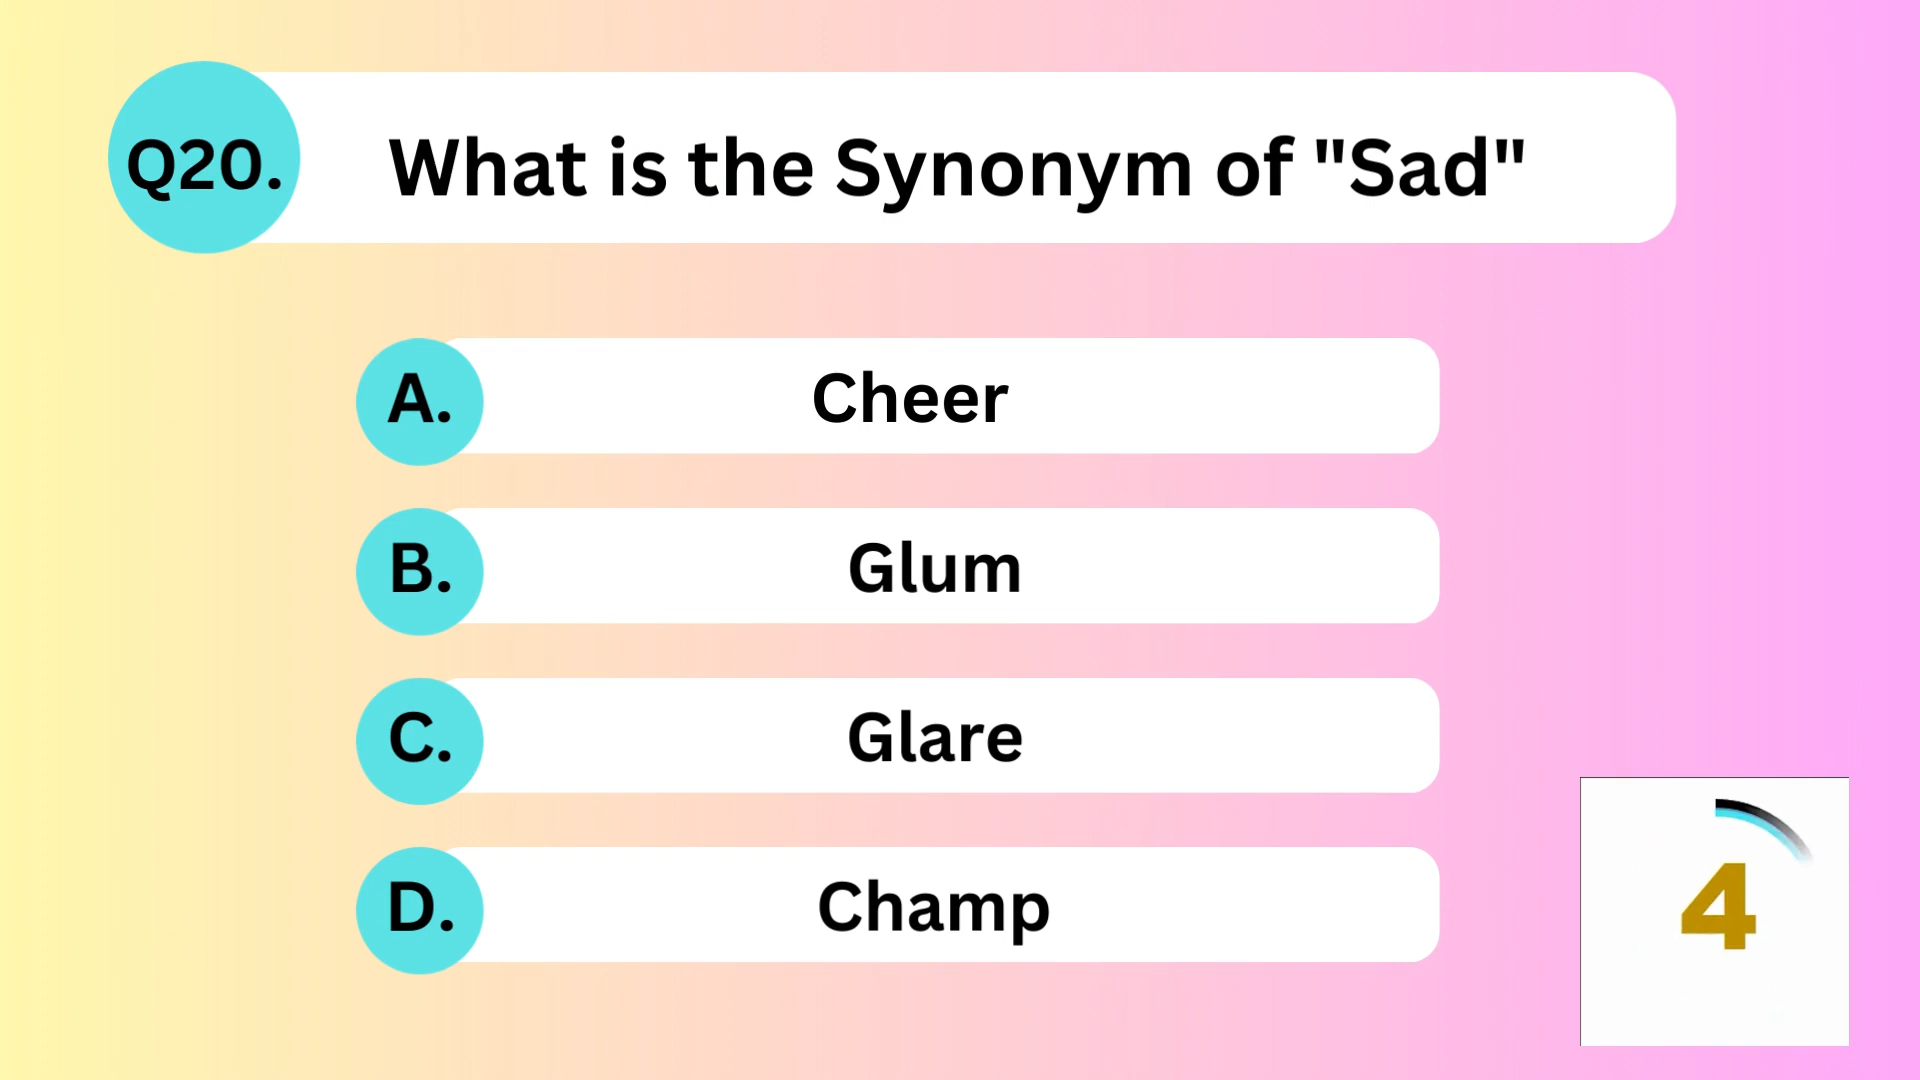 Q20. What is the Synonym of "Sad"
A. Cheer
B. Glum
C. Glare
D. Champ
4